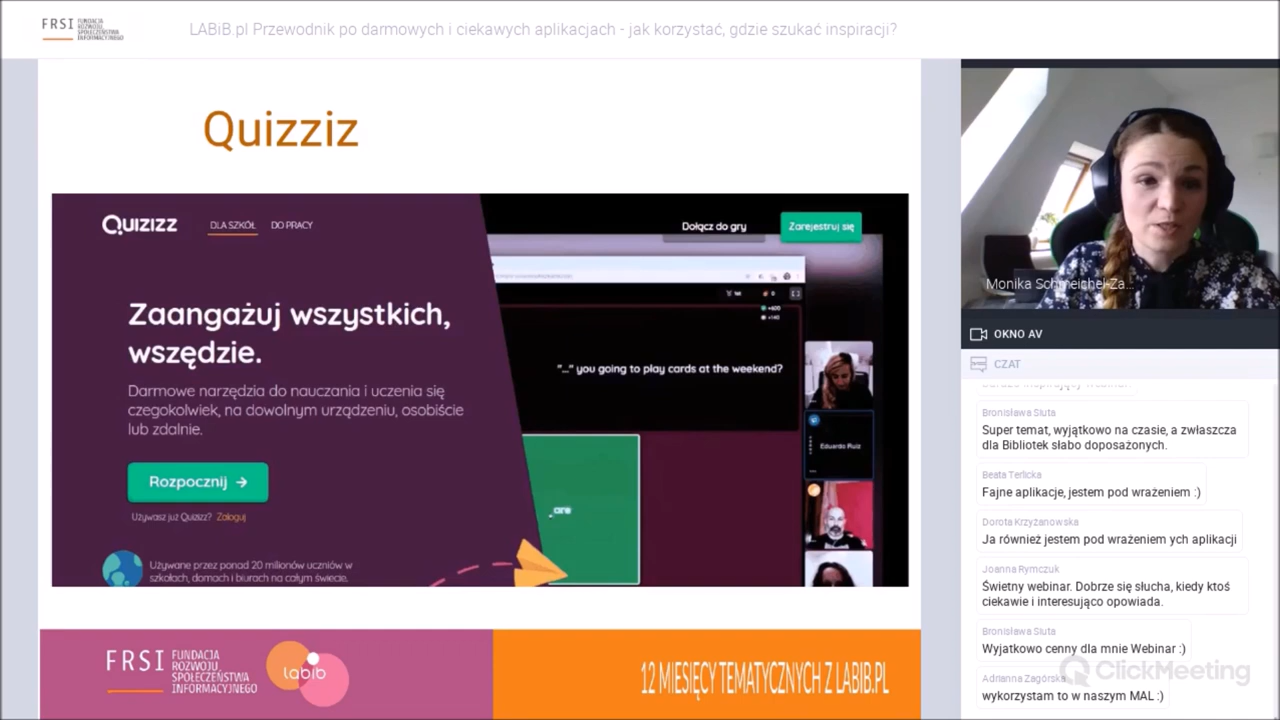 FRSI FUNDACJA
ROZWOJU
SPOŁECZEŃSTWA
INFORMACYJNEGO
LABiB.pl Przewodnik po darmowych i ciekawych aplikacjach - jak korzystać, gdzie szukać inspiracji?
Quizziz
Quizizz DLA SZKÓŁ DO PRACY
Dołącz do gry Zarejestruj się
Zaangażuj wszystkich,
wszędzie.
Darmowe narzędzia do nauczania i uczenia się
czegokolwiek, na dowolnym urządzeniu, osobiście
lub zdalnie.
Rozpocznij →
Używasz już Quizizz? Zaloguj
Używane przez ponad 20 milionów uczniów w
szkołach, domach i biurach na całym świecie.
"..." you going to play cards at the weekend?
are
Eduardo Ruiz
FRSI FUNDACJA
ROZWOJU
SPOŁECZEŃSTWA
INFORMACYJNEGO
labib
12 MIESIĘCY TEMATYCZNYCH Z LABIB.PL
Monika Schmeichel-Za...
OKNO AV
CZAT
Bronisława Siuta
Super temat, wyjątkowo na czasie, a zwłaszcza
dla Bibliotek słabo doposażonych.
Beata Terlicka
Fajne aplikacje, jestem pod wrażeniem :)
Dorota Krzyżanowska
Ja również jestem pod wrażeniem ych aplikacji
Joanna Rymczuk
Świetny webinar. Dobrze się słucha, kiedy ktoś
ciekawie i interesująco opowiada.
Bronisława Siuta
Wyjatkowo cenny dla mnie Webinar :)
Adrianna Zagórska
wykorzystam to w naszym MAL :)
ClickMeeting